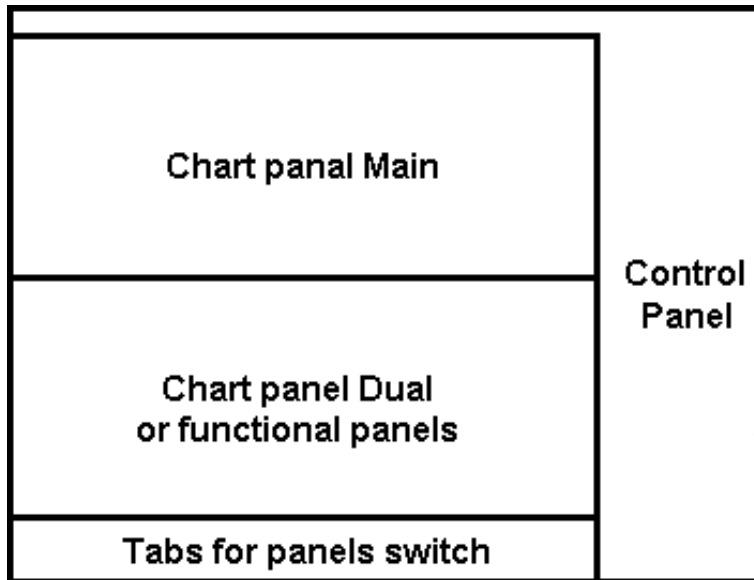 Chart panal Main
Control
Panel
Chart panel Dual
or functional panels
Tabs for panels switch